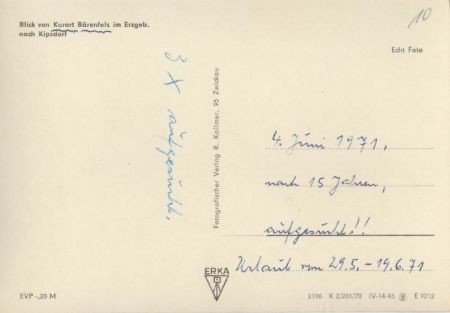 Blick von Kurort Bärenfels im Erzgeb.
nach Kipsdorf
10
Echt Foto
3 x aufgesucht.
Fotografischer Verlag R. Kallmer, 95 Zwickau
4. Juni 1971,
nach 15 Jahren,
aufgesucht!!
Urlaub vom 29.5. - 19.6.71
ERKA
EVP -,20 M
2196 K 2/201/70 IV-14-45 E 9212